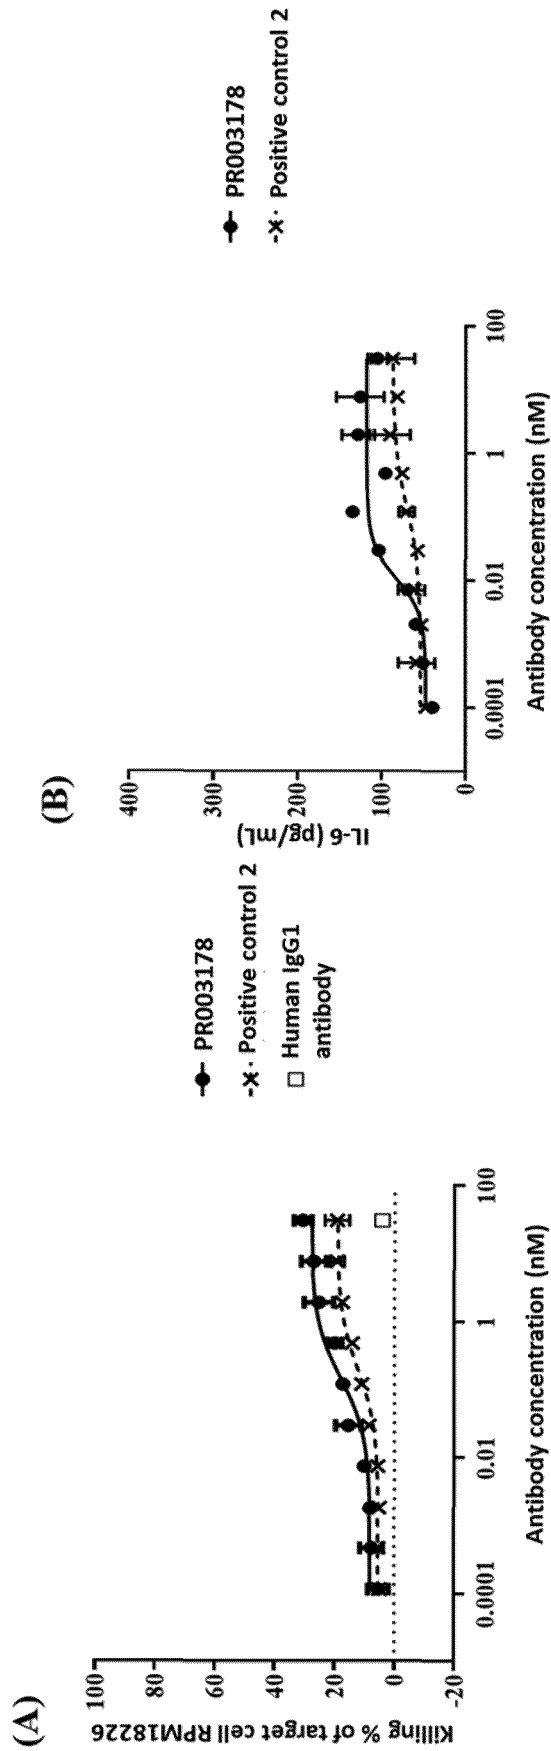 (A)
Killing % of target cell RPM18226
100
80
60
40
20
0
-20
0.0001
0.01
1
100
Antibody concentration (nM)
PR003178
Positive control 2
Human IgG1
antibody
(B)
IL-6 (pg/mL)
400
300
200
100
0
0.0001
0.01
1
100
Antibody concentration (nM)
PR003178
Positive control 2